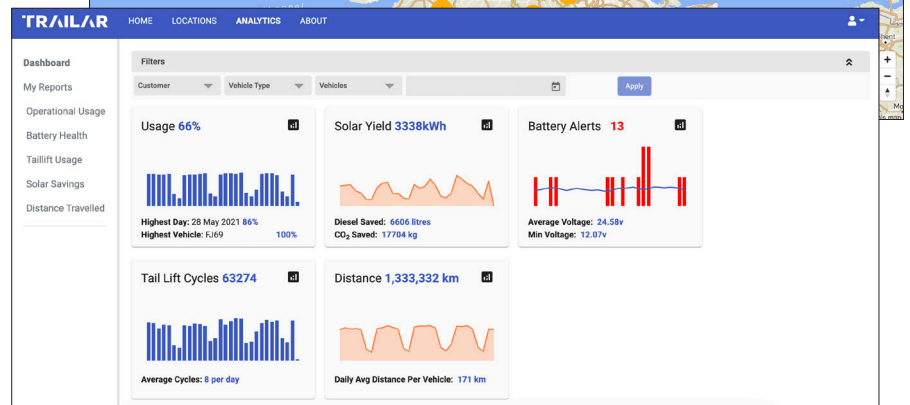 TRAILAR HOME LOCATIONS ANALYTICS ABOUT
Dashboard
My Reports
Operational Usage
Battery Health
Taillift Usage
Solar Savings
Distance Travelled
Filters
Customer Vehicle Type Vehicles Apply
Usage 66%
Highest Day: 28 May 2021 86%
Highest Vehicle: FJ69 100%
Solar Yield 3338kWh
Diesel Saved: 6606 litres
CO₂ Saved: 17704 kg
Battery Alerts 13
Average Voltage: 24.58v
Min Voltage: 12.07v
Tail Lift Cycles 63274
Average Cycles: 8 per day
Distance 1,333,332 km
Daily Avg Distance Per Vehicle: 171 km